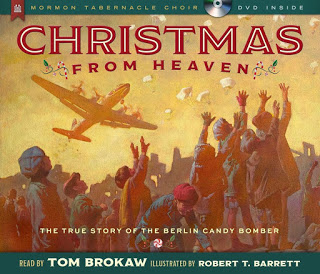 MORMON TABERNACLE CHOIR DVD INSIDE
CHRISTMAS
FROM HEAVEN
THE TRUE STORY OF THE BERLIN CANDY BOMBER
READ BY TOM BROKAW ILLUSTRATED BY ROBERT T. BARRETT